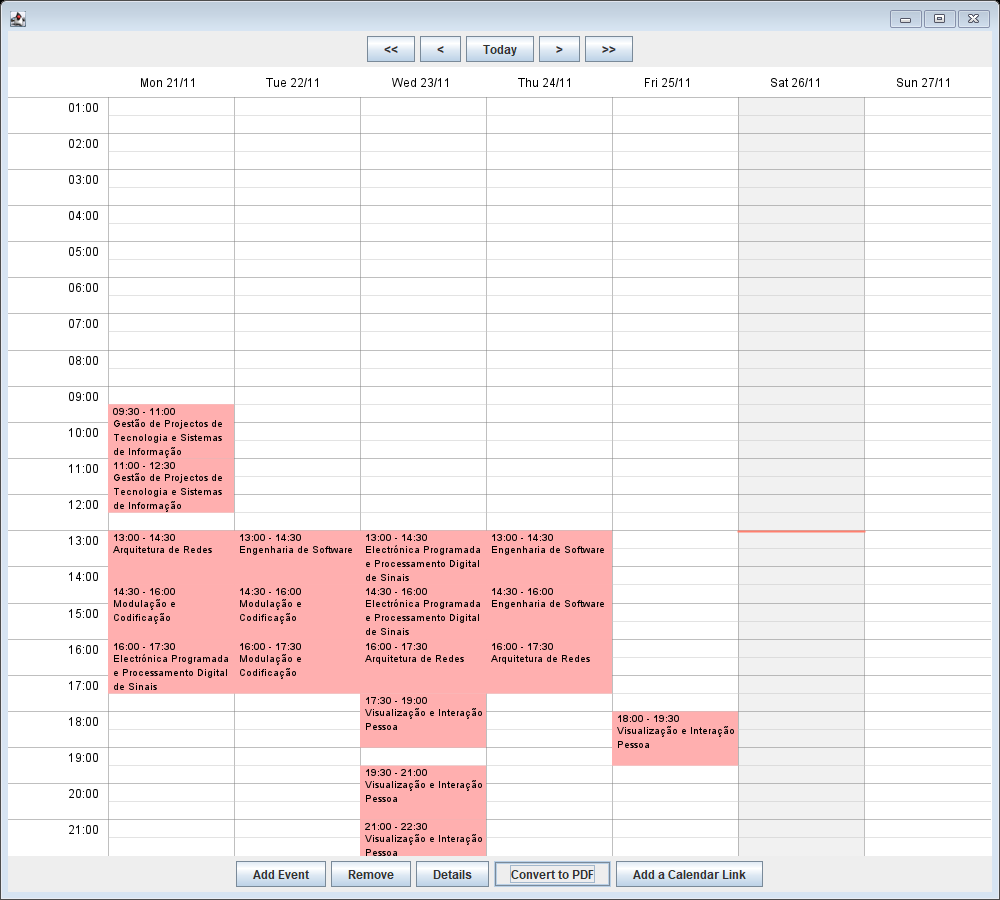 << < Today > >>
Mon 21/11 Tue 22/11 Wed 23/11 Thu 24/11 Fri 25/11 Sat 26/11 Sun 27/11
01:00
02:00
03:00
04:00
05:00
06:00
07:00
08:00
09:00
10:00
11:00
12:00
13:00
14:00
15:00
16:00
17:00
18:00
19:00
20:00
21:00
09:30 - 11:00
Gestão de Projectos de
Tecnologia e Sistemas
de Informação
11:00 - 12:30
Gestão de Projectos de
Tecnologia e Sistemas
de Informação
13:00 - 14:30
Arquitetura de Redes
14:30 - 16:00
Modulação e
Codificação
16:00 - 17:30
Electrónica Programada
e Processamento Digital
de Sinais
13:00 - 14:30
Engenharia de Software
14:30 - 16:00
Modulação e
Codificação
16:00 - 17:30
Modulação e
Codificação
13:00 - 14:30
Electrónica Programada
e Processamento Digital
de Sinais
14:30 - 16:00
Electrónica Programada
e Processamento Digital
de Sinais
16:00 - 17:30
Arquitetura de Redes
17:30 - 19:00
Visualização e Interação
Pessoa
19:30 - 21:00
Visualização e Interação
Pessoa
21:00 - 22:30
Visualização e Interação
Pessoa
13:00 - 14:30
Engenharia de Software
14:30 - 16:00
Engenharia de Software
16:00 - 17:30
Arquitetura de Redes
18:00 - 19:30
Visualização e Interação
Pessoa
Add Event Remove Details Convert to PDF Add a Calendar Link